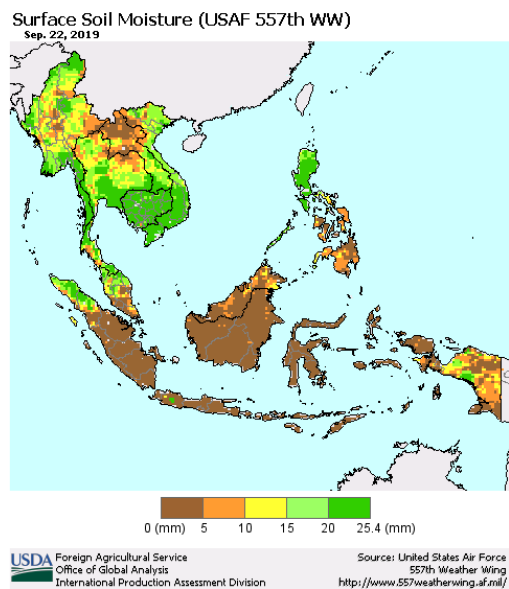 Surface Soil Moisture (USAF 557th WW)
Sep. 22, 2019
0 (mm) 5 10 15 20 25.4 (mm)
USDA Foreign Agricultural Service
Office of Global Analysis
International Production Assessment Division
Source: United States Air Force
557th Weather Wing
http://www.557weatherwing.af.mil/